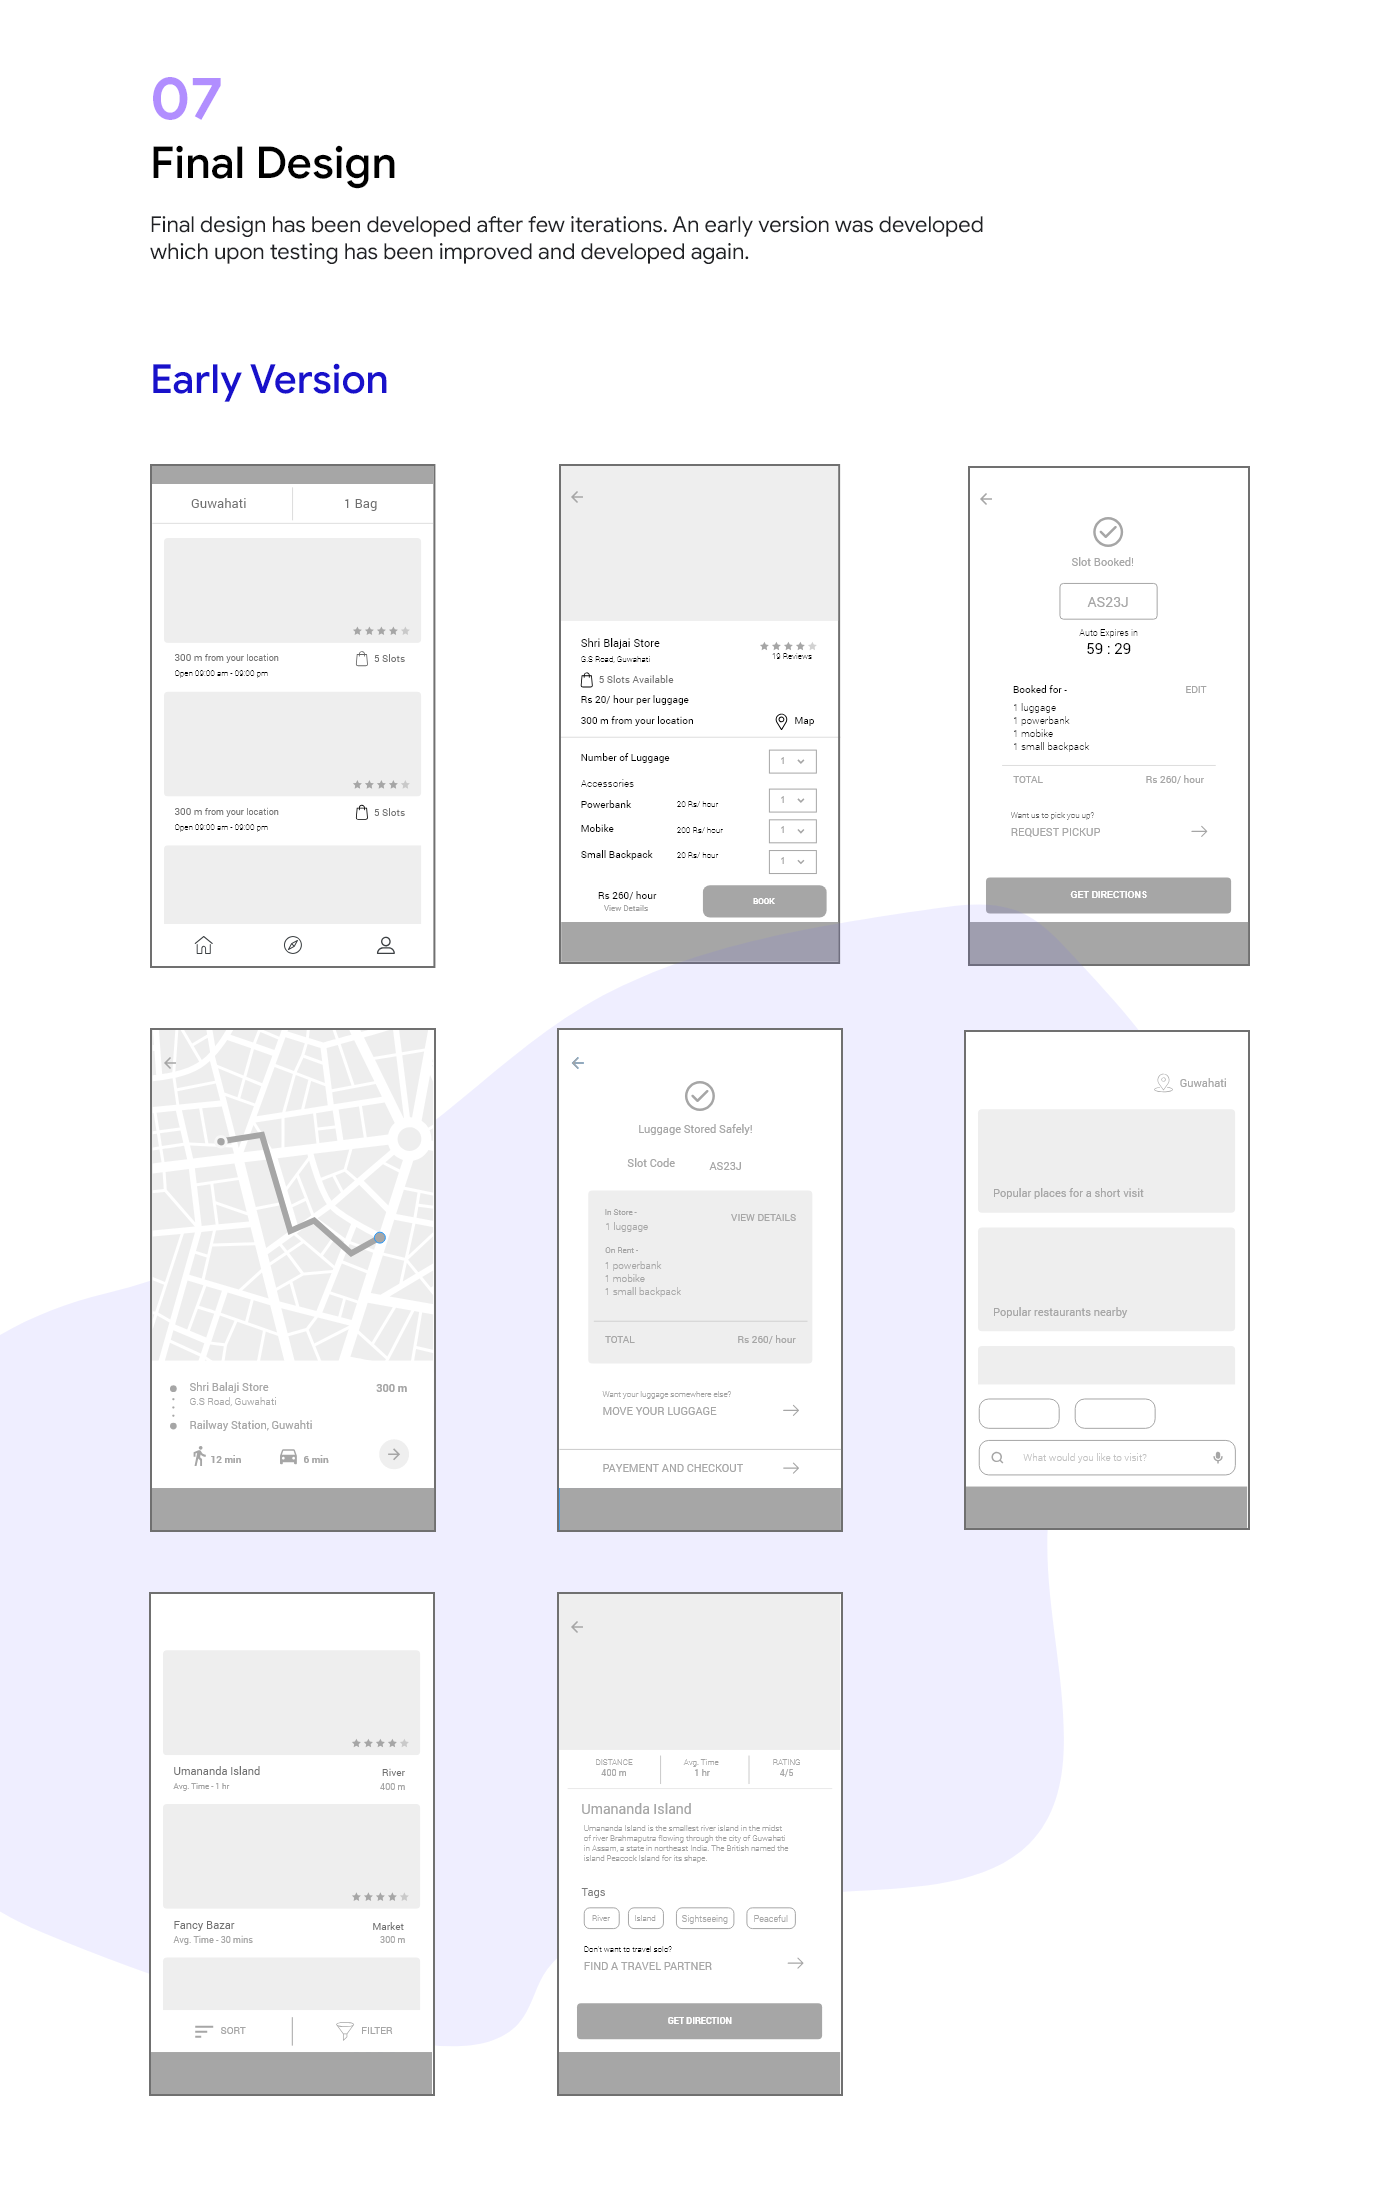 07
Final Design
Final design has been developed after few iterations. An early version was developed
which upon testing has been improved and developed again.
Early Version
Guwahati
1 Bag
300 m from your location
5 Slots
Open 09:00 am - 09:00 pm
300 m from your location
5 Slots
Open 09:00 am - 09:00 pm
Shri Blajai Store
G.S Road, Guwahati
19 Reviews
5 Slots Available
Rs 20/ hour per luggage
300 m from your location
Map
Number of Luggage
1
Accessories
Powerbank
20 Rs/ hour
1
Mobike
200 Rs/ hour
1
Small Backpack
20 Rs/ hour
1
Rs 260/ hour
View Details
BOOK
Slot Booked!
AS23J
Auto Expires in
59 : 29
Booked for -
EDIT
1 luggage
1 powerbank
1 mobike
1 small backpack
TOTAL
Rs 260/ hour
Want us to pick you up?
REQUEST PICKUP
GET DIRECTIONS
Shri Balaji Store
300 m
G.S Road, Guwahati
Railway Station, Guwahti
12 min
6 min
Luggage Stored Safely!
Slot Code
AS23J
In Store -
VIEW DETAILS
1 luggage
On Rent -
1 powerbank
1 mobike
1 small backpack
TOTAL
Rs 260/ hour
Want your luggage somewhere else?
MOVE YOUR LUGGAGE
PAYEMENT AND CHECKOUT
Guwahati
Popular places for a short visit
Popular restaurants nearby
What would you like to visit?
Umananda Island
River
Avg. Time - 1 hr
400 m
Fancy Bazar
Market
Avg. Time - 30 mins
300 m
SORT
FILTER
DISTANCE
400 m
Avg. Time
1 hr
RATING
4/5
Umananda Island
Umananda Island is the smallest river island in the midst
of river Brahmaputra flowing through the city of Guwahati
in Assam, a state in northeast India. The British named the
island Peacock Island for its shape.
Tags
River
Island
Sightseeing
Peaceful
Don't want to travel solo?
FIND A TRAVEL PARTNER
GET DIRECTION